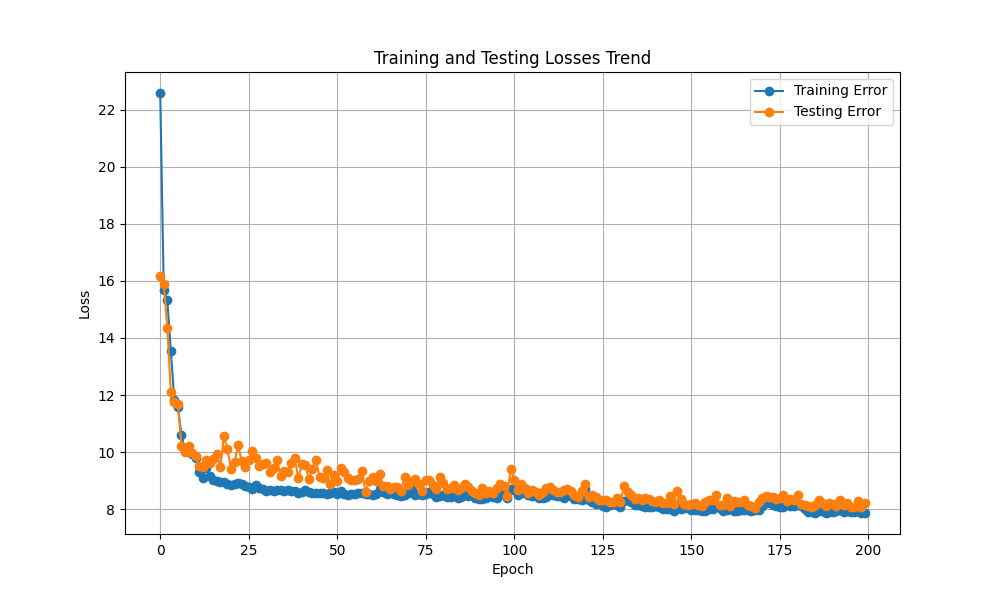 Training and Testing Losses Trend
Training Error
Testing Error
22
20
18
16
14
12
10
8
Loss
0 25 50 75 100 125 150 175 200
Epoch